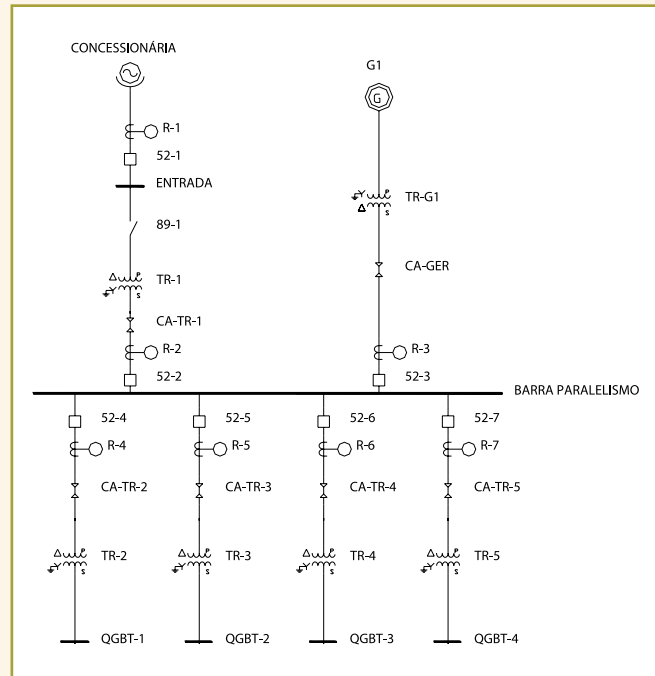 CONCESSIONÁRIA
G1
G
R-1
52-1
ENTRADA
P
S
TR-G1
89-1
CA-GER
P
S
TR-1
CA-TR-1
R-2
R-3
52-2
52-3
BARRA PARALELISMO
52-4
52-5
52-6
52-7
R-4
R-5
R-6
R-7
CA-TR-2
CA-TR-3
CA-TR-4
CA-TR-5
P
S
TR-2
P
S
TR-3
P
S
TR-4
P
S
TR-5
QGBT-1
QGBT-2
QGBT-3
QGBT-4